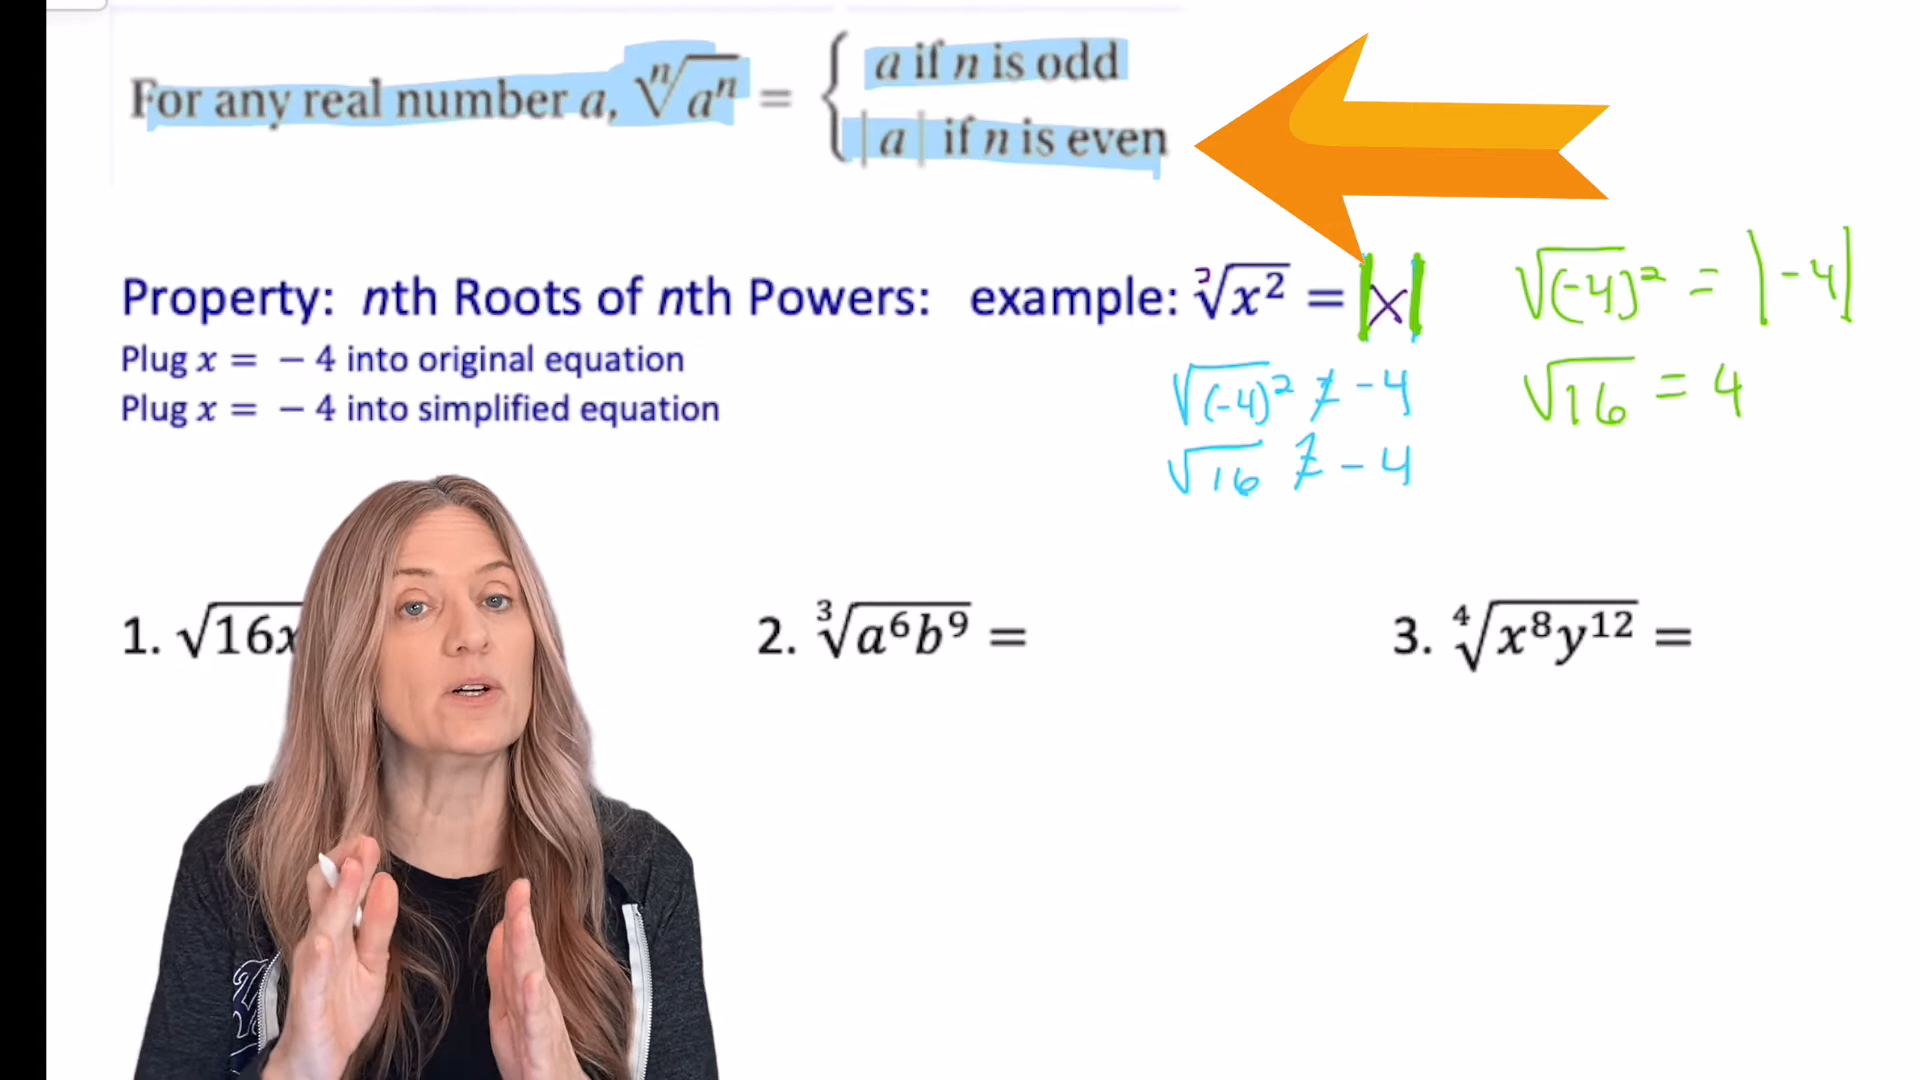 For any real number a, ⁿ√aⁿ = { a if n is odd
|a| if n is even
Property: nth Roots of nth Powers: example: ²√x² = |x|
√(-4)² = |-4|
Plug x = − 4 into original equation
√(-4)² ≠ -4
√16 = 4
Plug x = − 4 into simplified equation
√16 ≠ -4
1. √16x
2. ³√a⁶b⁹ =
3. ⁴√x⁸y¹² =